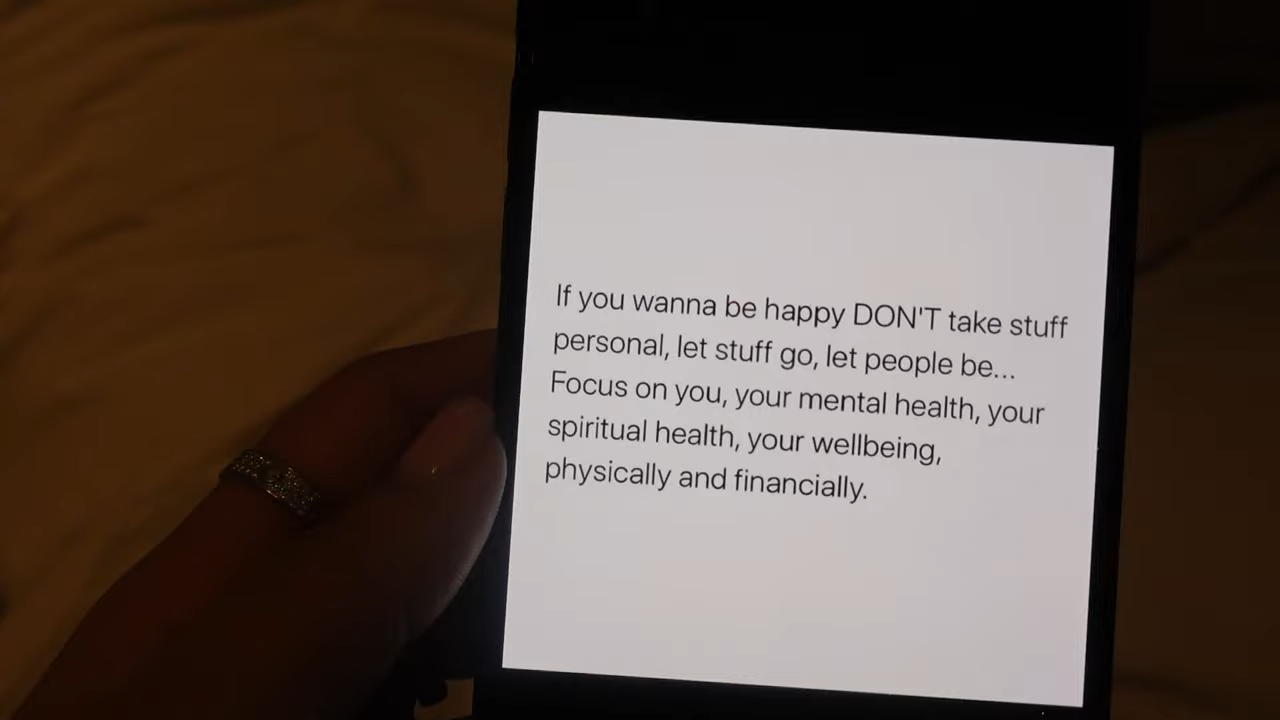 If you wanna be happy DON'T take stuff
personal, let stuff go, let people be...
Focus on you, your mental health, your
spiritual health, your wellbeing,
physically and financially.